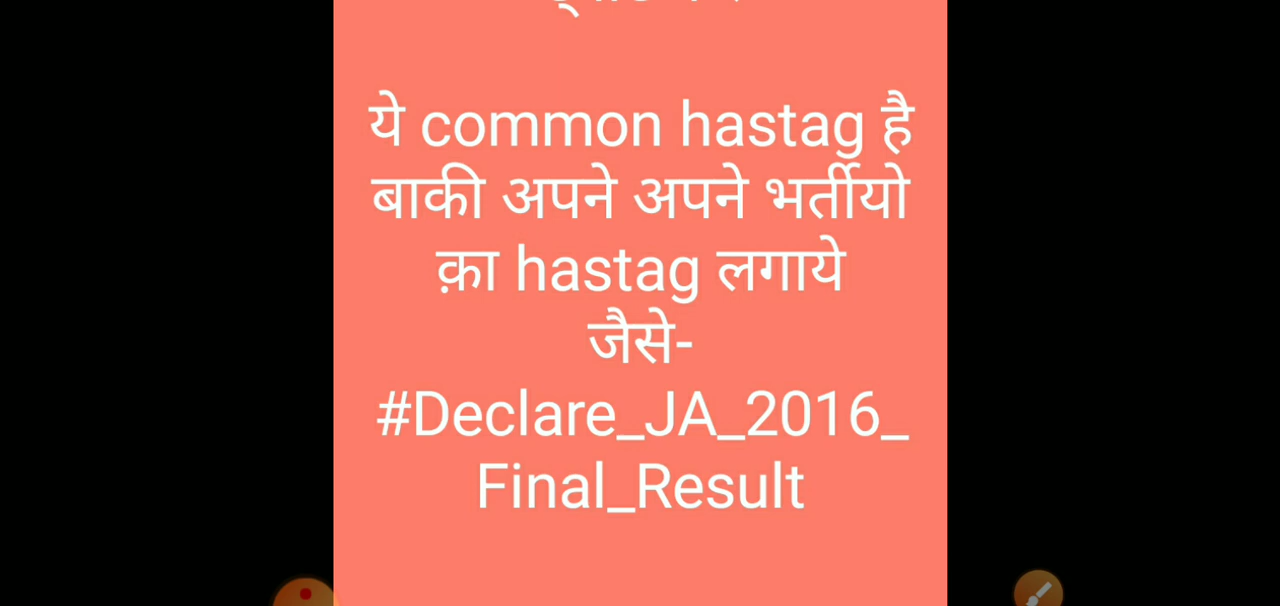 ये common hastag है
बाकी अपने अपने भर्तीयो
क़ा hastag लगाये
जैसे-
#Declare_JA_2016_
Final_Result